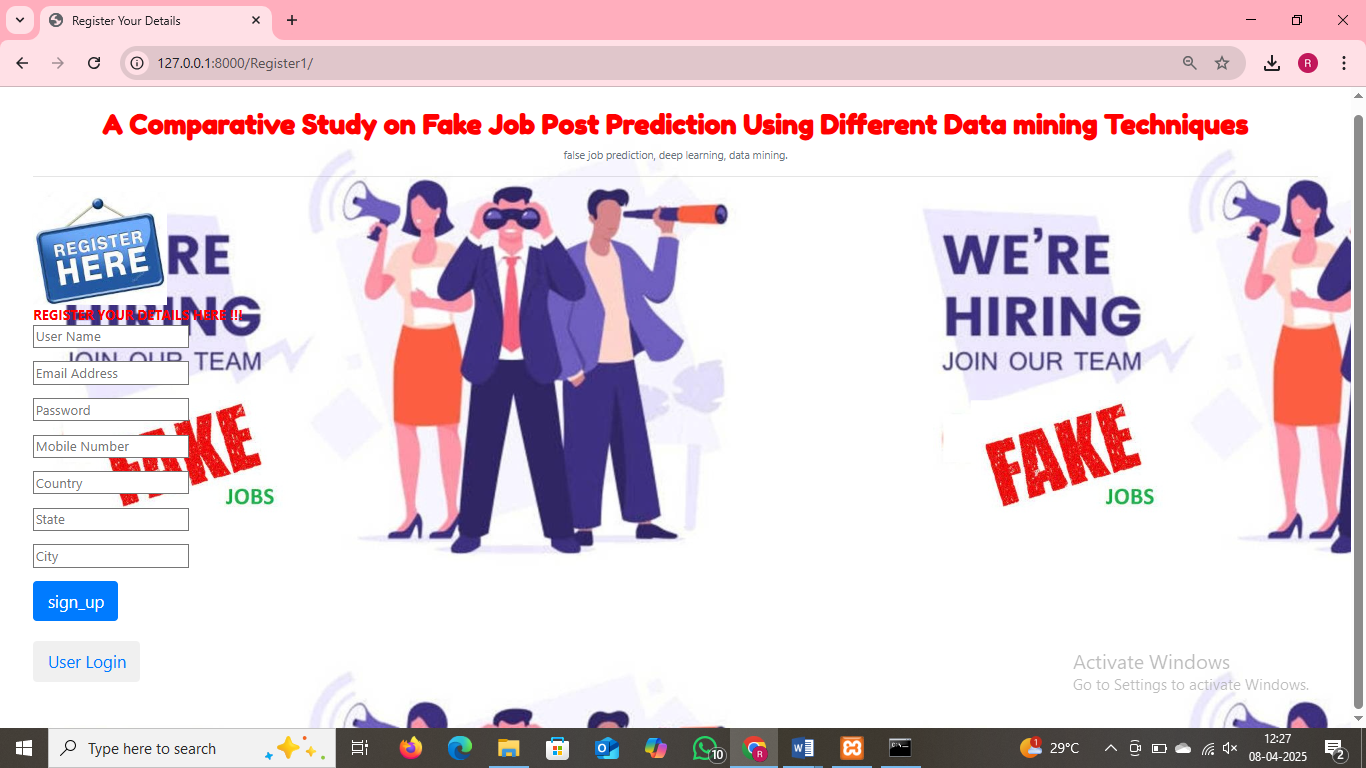 Register Your Details
127.0.0.1:8000/Register1/
R
A Comparative Study on Fake Job Post Prediction Using Different Data mining Techniques
false job prediction, deep learning, data mining.
REGISTER
HERE
RE
WE'RE
HIRING
HIRING
REGISTER YOUR DETAILS HERE !!!
User Name
JOIN OUR TEAM
JOIN OUR TEAM
Email Address
Password
Mobile Number
FAKE
FAKE
Country
JOBS
JOBS
State
City
sign_up
User Login
Activate Windows
Go to Settings to activate Windows.
Type here to search
10
R
W
1
29°C
12:27
08-04-2025
2